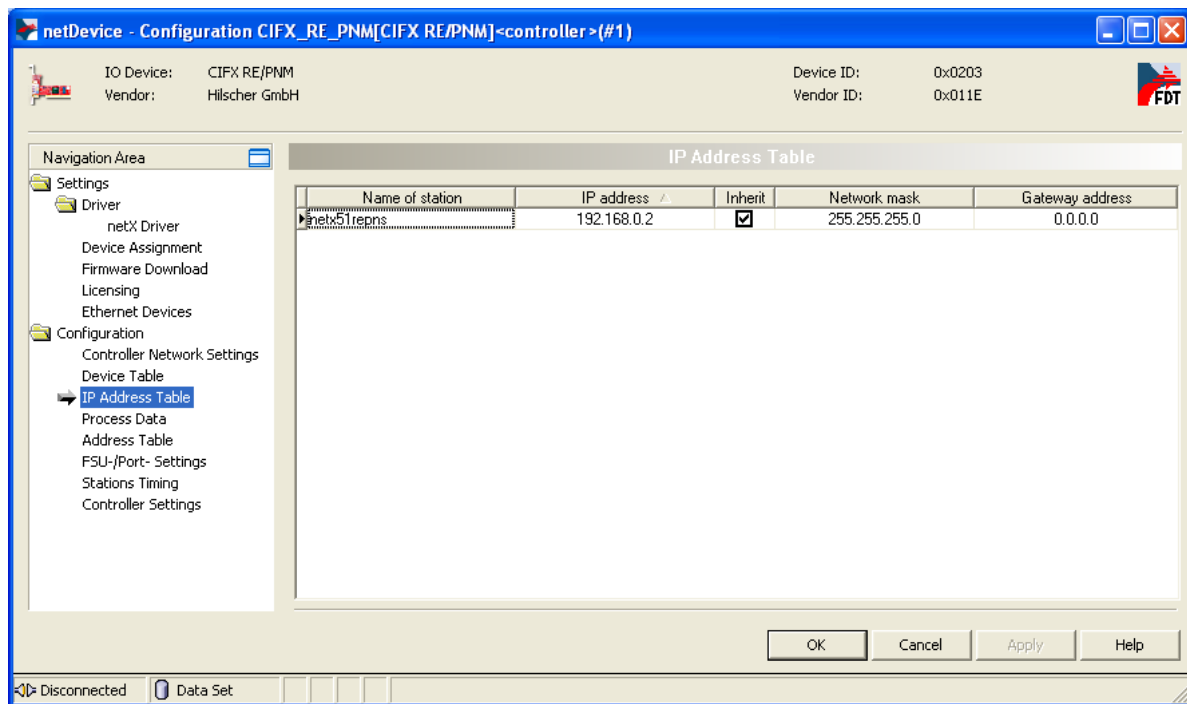 netDevice - Configuration CIFX_RE_PNM[CIFX RE/PNM]<controller>(#1)
IO Device: CIFX RE/PNM Device ID: 0x0203
Vendor: Hilscher GmbH Vendor ID: 0x011E
FDT
Navigation Area
IP Address Table
Settings
Driver
netX Driver
Device Assignment
Firmware Download
Licensing
Ethernet Devices
Configuration
Controller Network Settings
Device Table
IP Address Table
Process Data
Address Table
FSU-/Port- Settings
Stations Timing
Controller Settings
Name of station IP address Inherit Network mask Gateway address
netx51repns 192.168.0.2 255.255.255.0 0.0.0.0
OK Cancel Apply Help
Disconnected Data Set